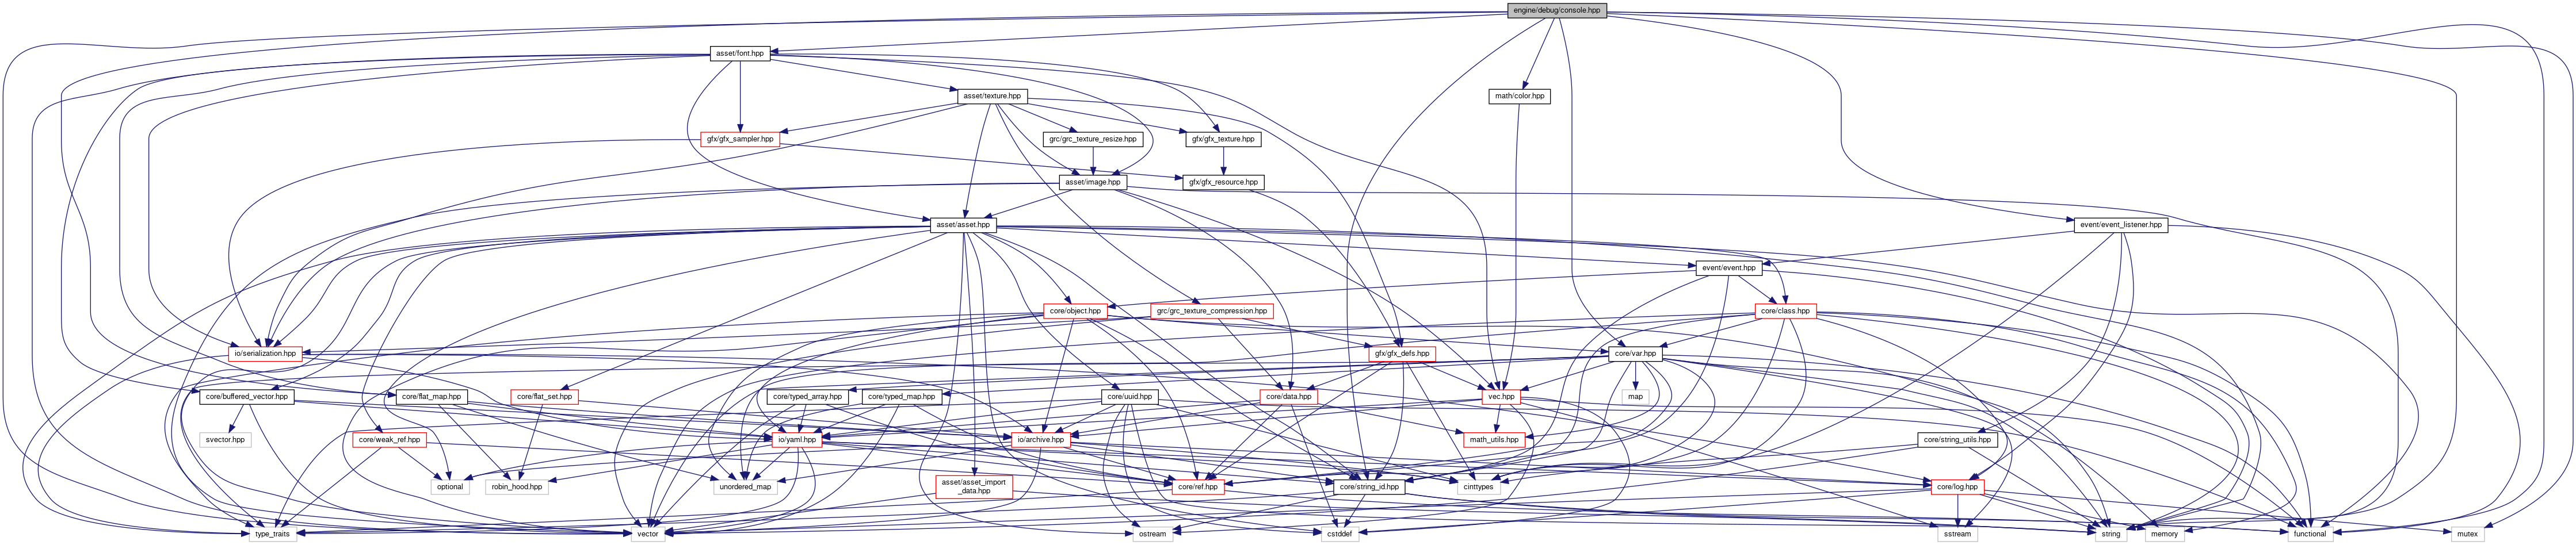 engine/debug/console.hpp
asset/font.hpp
asset/texture.hpp
math/color.hpp
gfx/gfx_sampler.hpp
grc/grc_texture_resize.hpp
gfx/gfx_texture.hpp
asset/image.hpp
gfx/gfx_resource.hpp
asset/asset.hpp
event/event_listener.hpp
event/event.hpp
core/object.hpp
grc/grc_texture_compression.hpp
core/class.hpp
io/serialization.hpp
gfx/gfx_defs.hpp
core/var.hpp
core/buffered_vector.hpp
core/flat_map.hpp
core/flat_set.hpp
core/typed_array.hpp
core/typed_map.hpp
core/uuid.hpp
core/data.hpp
vec.hpp
map
svector.hpp
core/weak_ref.hpp
io/yaml.hpp
io/archive.hpp
math_utils.hpp
core/string_utils.hpp
optional
robin_hood.hpp
unordered_map
asset/asset_import
_data.hpp
core/ref.hpp
core/string_id.hpp
cinttypes
core/log.hpp
type_traits
vector
ostream
cstddef
sstream
string
memory
functional
mutex